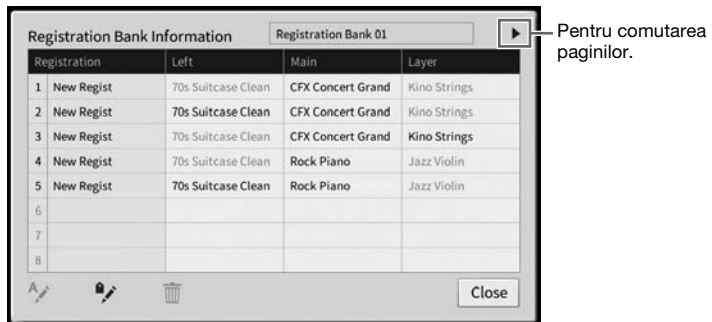 Registration Bank Information Registration Bank 01 ▶
Registration Left Main Layer
1 New Regist 70s Suitcase Clean CFX Concert Grand Kino Strings
2 New Regist 70s Suitcase Clean CFX Concert Grand Kino Strings
3 New Regist 70s Suitcase Clean CFX Concert Grand Kino Strings
4 New Regist 70s Suitcase Clean Rock Piano Jazz Violin
5 New Regist 70s Suitcase Clean Rock Piano Jazz Violin
6
7
8
A Close
Pentru comutarea
paginilor.